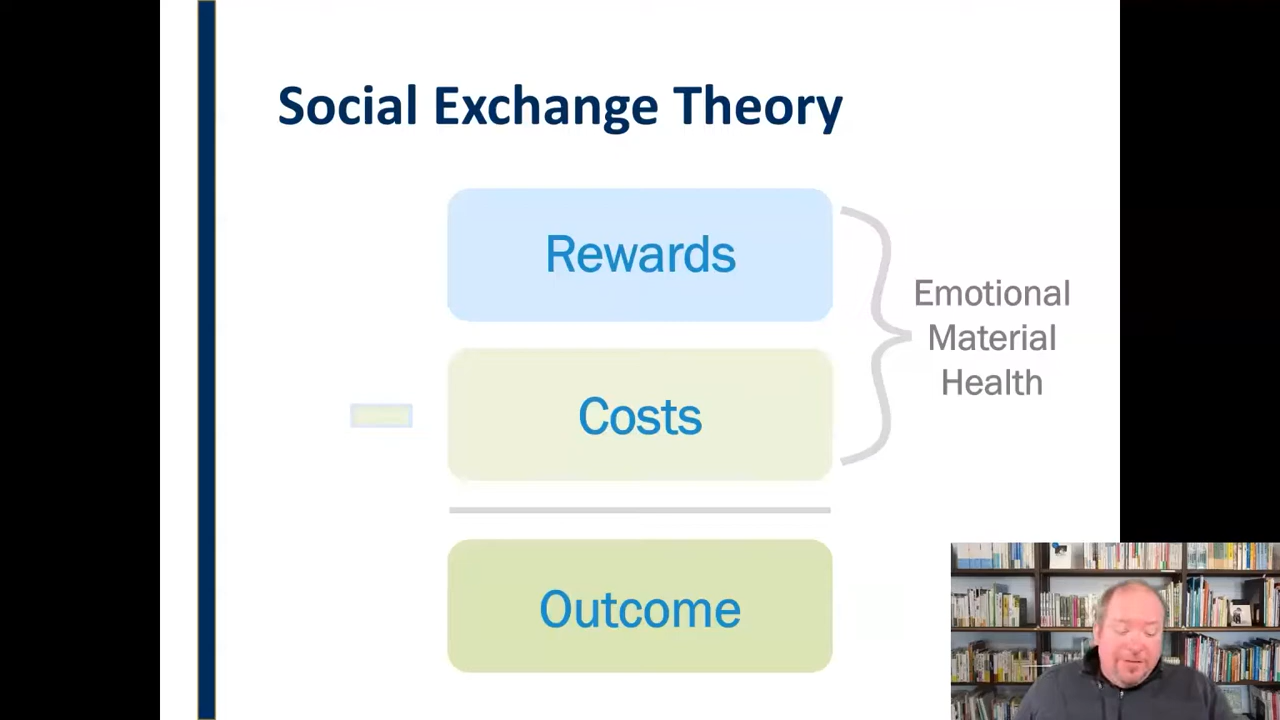 Social Exchange Theory
Rewards
Costs
Emotional
Material
Health
Outcome